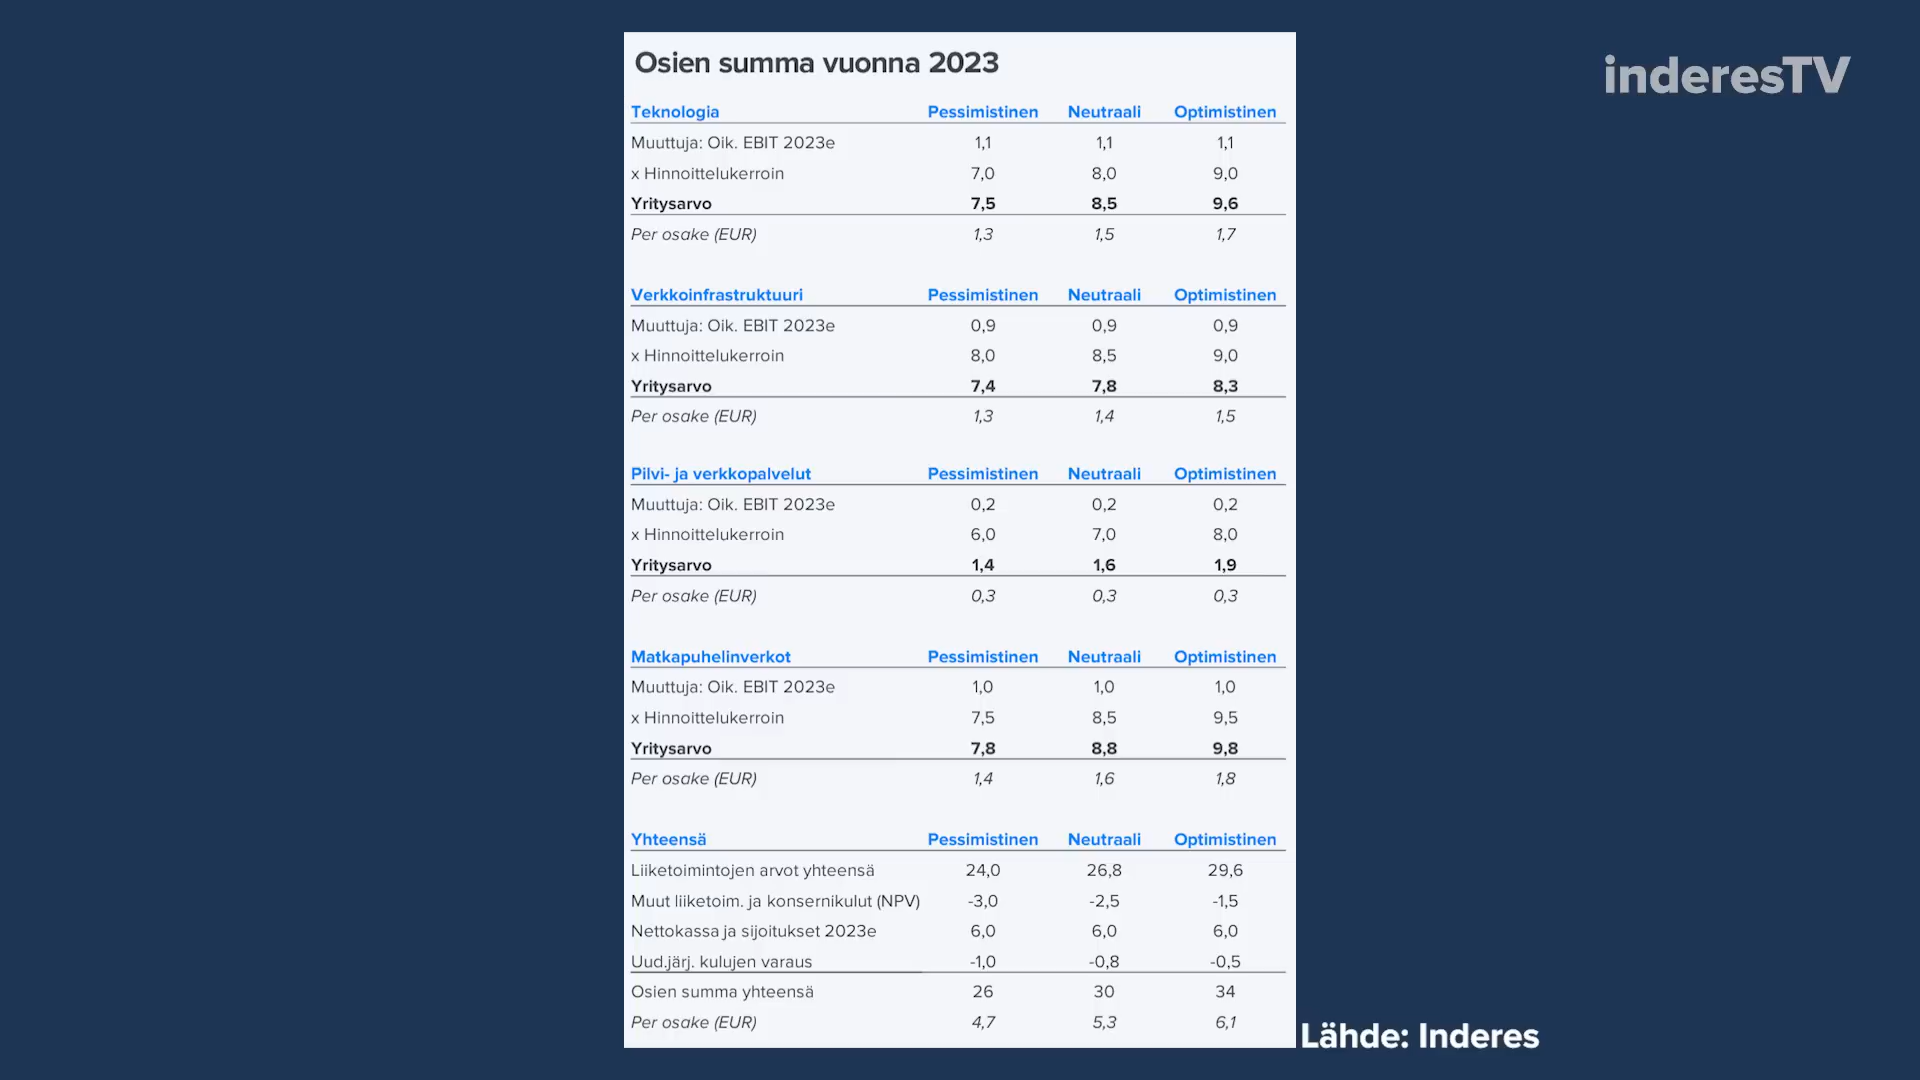 inderesTV
Osien summa vuonna 2023
Teknologia Pessimistinen Neutraali Optimistinen
Muuttuja: Oik. EBIT 2023e 1,1 1,1 1,1
x Hinnoittelukerroin 7,0 8,0 9,0
Yritysarvo 7,5 8,5 9,6
Per osake (EUR) 1,3 1,5 1,7
Verkkoinfrastruktuuri Pessimistinen Neutraali Optimistinen
Muuttuja: Oik. EBIT 2023e 0,9 0,9 0,9
x Hinnoittelukerroin 8,0 8,5 9,0
Yritysarvo 7,4 7,8 8,3
Per osake (EUR) 1,3 1,4 1,5
Pilvi- ja verkkopalvelut Pessimistinen Neutraali Optimistinen
Muuttuja: Oik. EBIT 2023e 0,2 0,2 0,2
x Hinnoittelukerroin 6,0 7,0 8,0
Yritysarvo 1,4 1,6 1,9
Per osake (EUR) 0,3 0,3 0,3
Matkapuhelinverkot Pessimistinen Neutraali Optimistinen
Muuttuja: Oik. EBIT 2023e 1,0 1,0 1,0
x Hinnoittelukerroin 7,5 8,5 9,5
Yritysarvo 7,8 8,8 9,8
Per osake (EUR) 1,4 1,6 1,8
Yhteensä Pessimistinen Neutraali Optimistinen
Liiketoimintojen arvot yhteensä 24,0 26,8 29,6
Muut liiketoim. ja konsernikulut (NPV) -3,0 -2,5 -1,5
Nettokassa ja sijoitukset 2023e 6,0 6,0 6,0
Uud.järj. kulujen varaus -1,0 -0,8 -0,5
Osien summa yhteensä 26 30 34
Per osake (EUR) 4,7 5,3 6,1
Lähde: Inderes